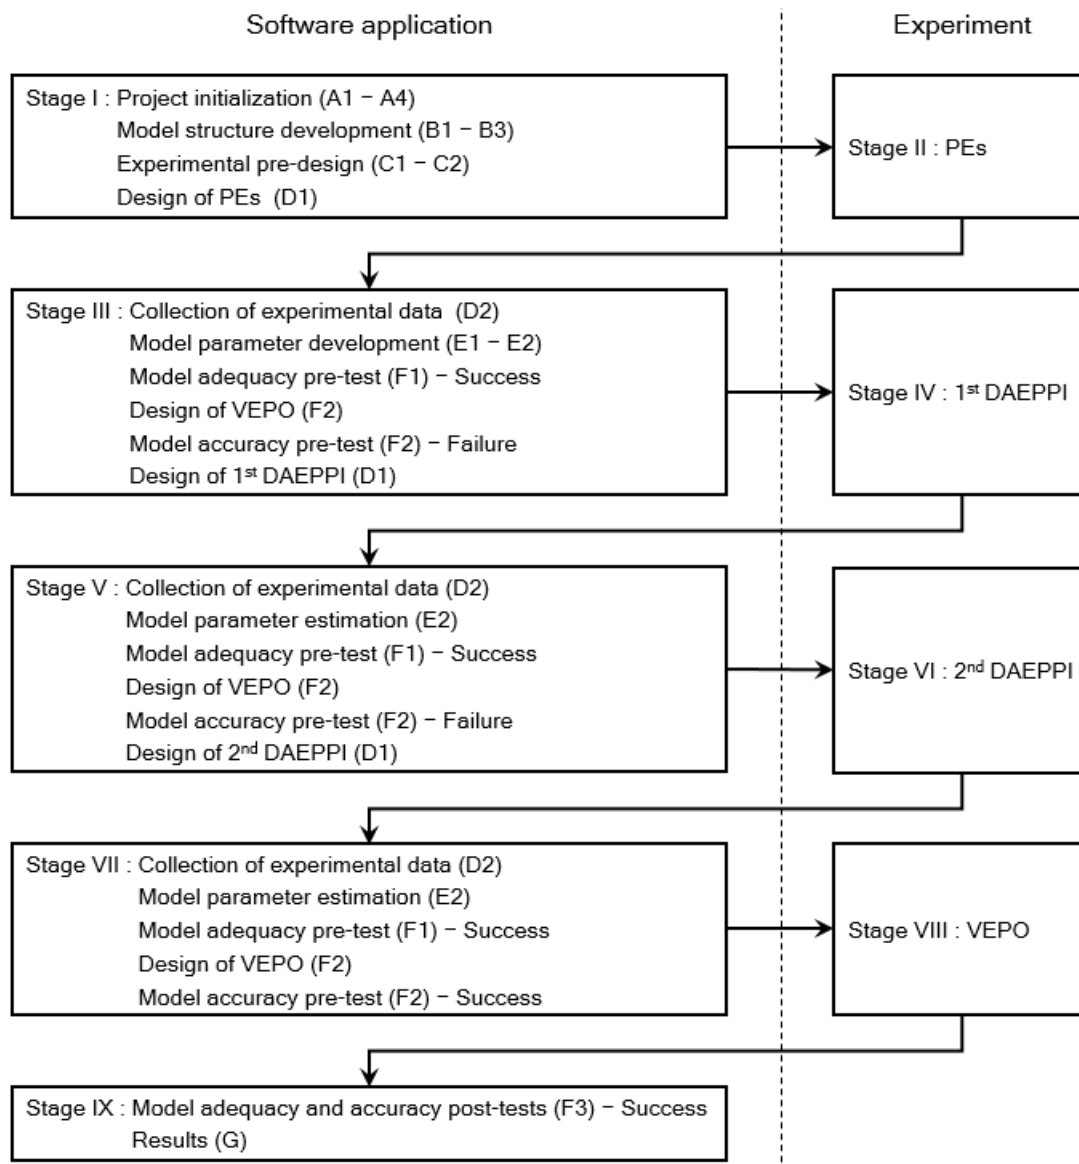 Software application
Experiment
Stage I : Project initialization (A1 − A4)
Model structure development (B1 − B3)
Experimental pre-design (C1 − C2)
Design of PEs (D1)
Stage II : PEs
Stage III : Collection of experimental data (D2)
Model parameter development (E1 − E2)
Model adequacy pre-test (F1) − Success
Design of VEPO (F2)
Model accuracy pre-test (F2) − Failure
Design of 1st DAEPPI (D1)
Stage IV : 1st DAEPPI
Stage V : Collection of experimental data (D2)
Model parameter estimation (E2)
Model adequacy pre-test (F1) − Success
Design of VEPO (F2)
Model accuracy pre-test (F2) − Failure
Design of 2nd DAEPPI (D1)
Stage VI : 2nd DAEPPI
Stage VII : Collection of experimental data (D2)
Model parameter estimation (E2)
Model adequacy pre-test (F1) − Success
Design of VEPO (F2)
Model accuracy pre-test (F2) − Success
Stage VIII : VEPO
Stage IX : Model adequacy and accuracy post-tests (F3) − Success
Results (G)